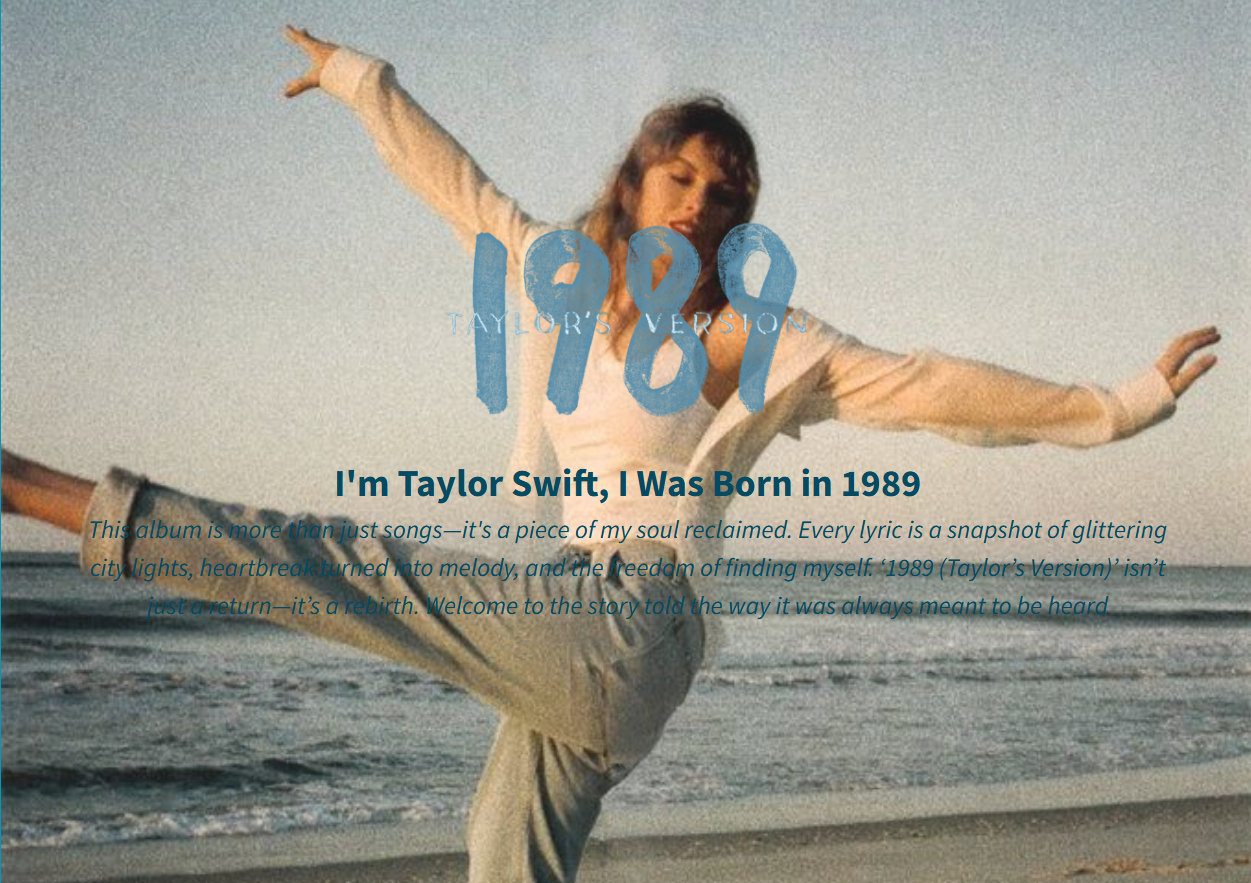 1989
TAYLOR'S VERSION
I'm Taylor Swift, I Was Born in 1989
This album is more than just songs—it's a piece of my soul reclaimed. Every lyric is a snapshot of glittering
city lights, heartbreak turned into melody, and the freedom of finding myself. ‘1989 (Taylor’s Version)’ isn’t
just a return—it’s a rebirth. Welcome to the story told the way it was always meant to be heard